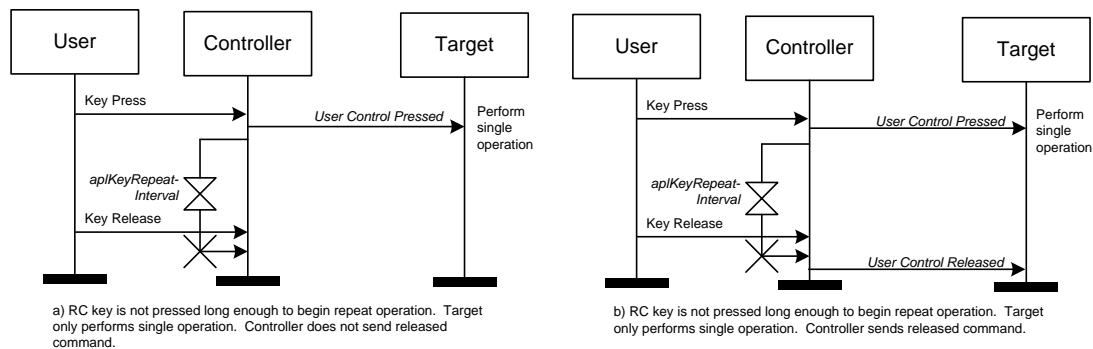 User
Controller
Target
Key Press
User Control Pressed
Perform
single
operation
aplKeyRepeat-
Interval
Key Release
a) RC key is not pressed long enough to begin repeat operation. Target
only performs single operation. Controller does not send released
command.
User
Controller
Target
Key Press
User Control Pressed
Perform
single
operation
aplKeyRepeat-
Interval
Key Release
User Control Released
b) RC key is not pressed long enough to begin repeat operation. Target
only performs single operation. Controller sends released command.